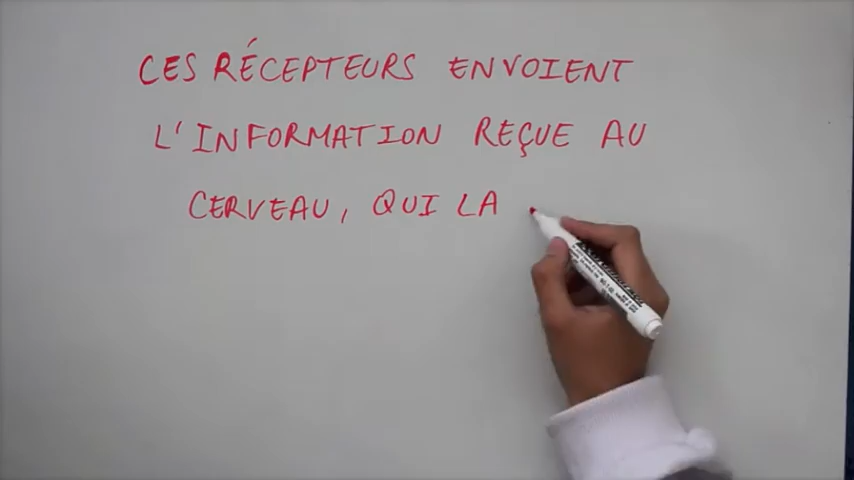 CES RÉCEPTEURS ENVOIENT
L'INFORMATION REÇUE AU
CERVEAU, QUI LA